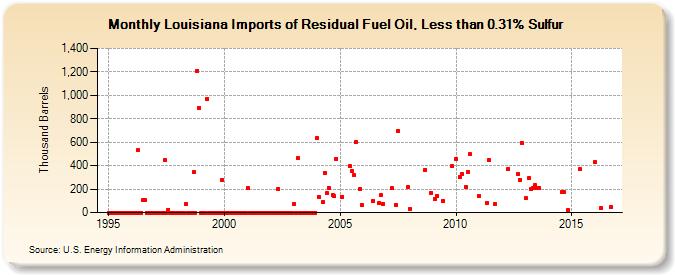 Monthly Louisiana Imports of Residual Fuel Oil, Less than 0.31% Sulfur
Thousand Barrels
1,400
1,200
1,000
800
600
400
200
0
1995 2000 2005 2010 2015
Source: U.S. Energy Information Administration